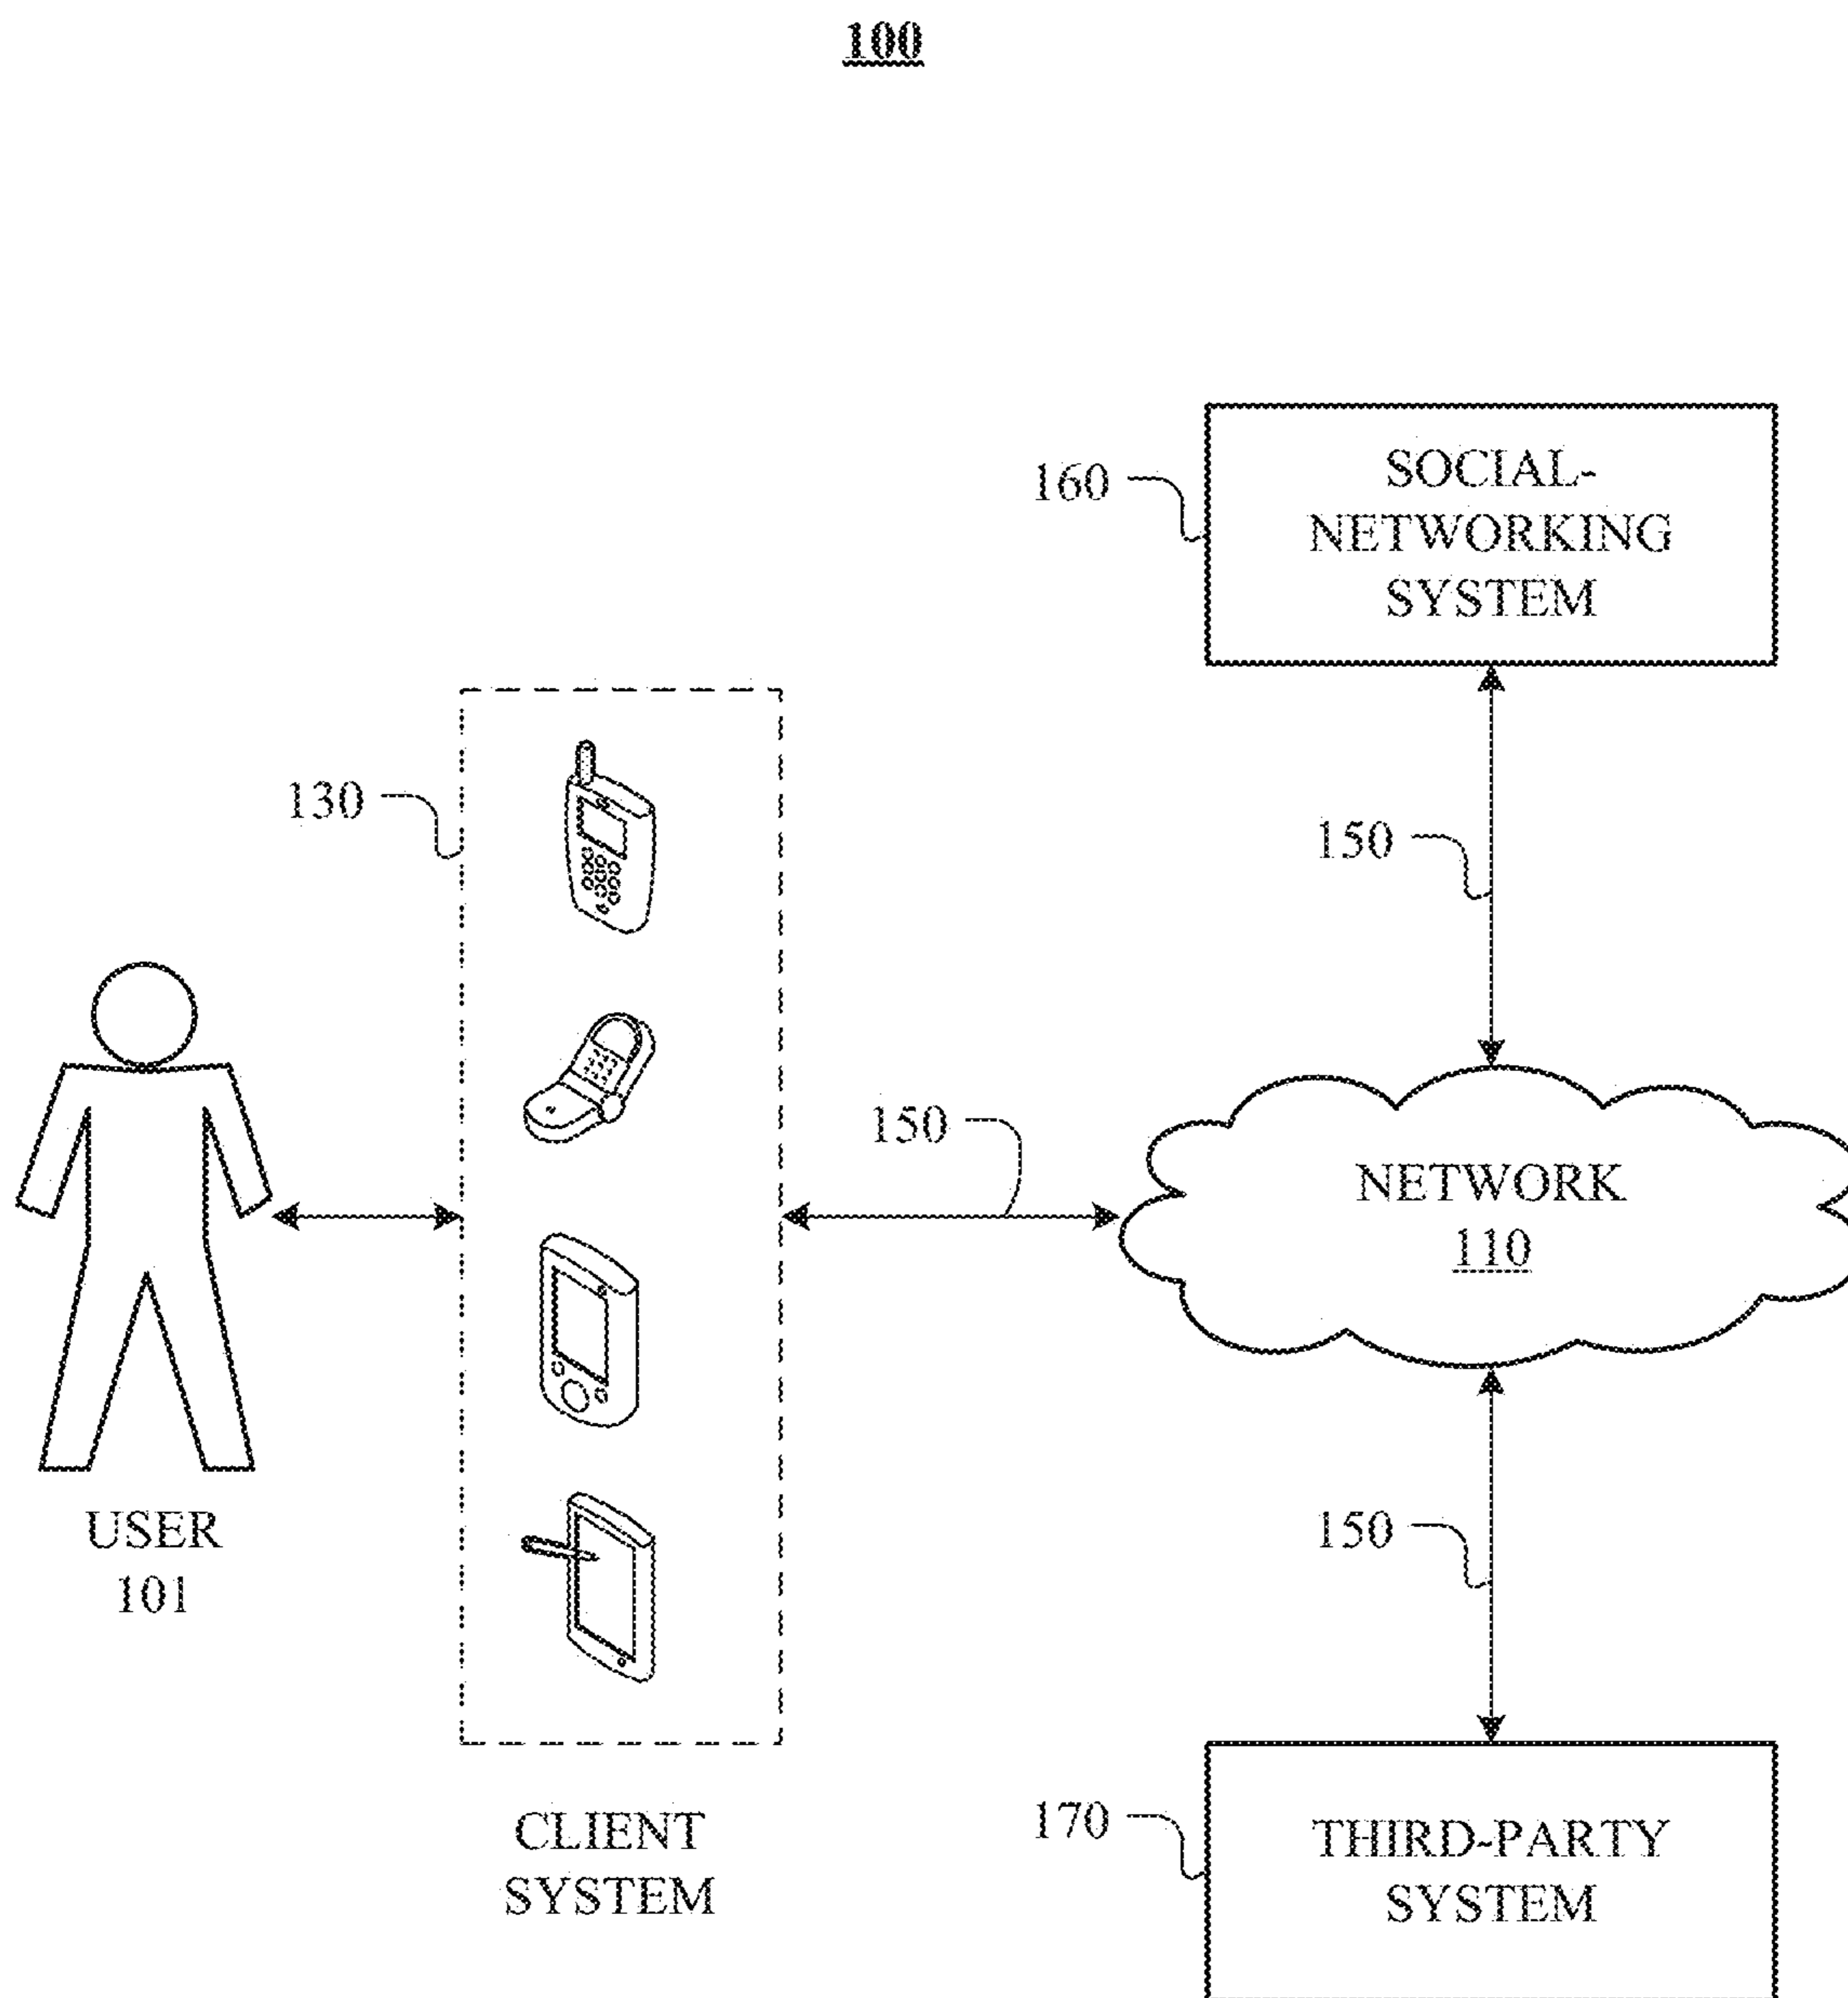 100
160
SOCIAL-
NETWORKING
SYSTEM
130
150
150
NETWORK
110
USER
101
150
CLIENT
SYSTEM
170
THIRD-PARTY
SYSTEM